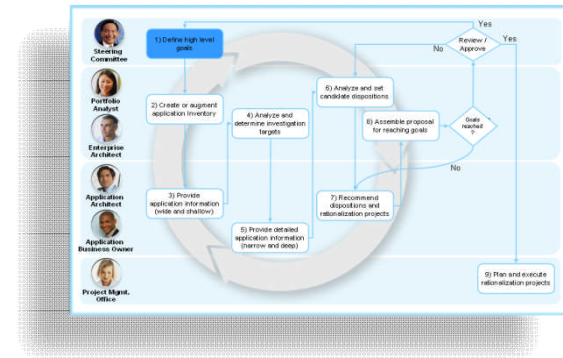 Steering
Committee
Portfolio
Analyst
Enterprise
Architect
Application
Architect
Application
Business Owner
Project Mgmt.
Office
1) Define high level
goals
2) Create or augment
application Inventory
3) Provide
application information
(wide and shallow)
4) Analyze and
determine investigation
targets
5) Provide detailed
application information
(narrow and deep)
6) Analyze and set
candidate dispositions
7) Recommend
dispositions and
rationalization projects
8) Assemble proposal
for reaching goals
Goals
reached
?
No
Review /
Approve
No
Yes
Yes
9) Plan and execute
rationalization projects